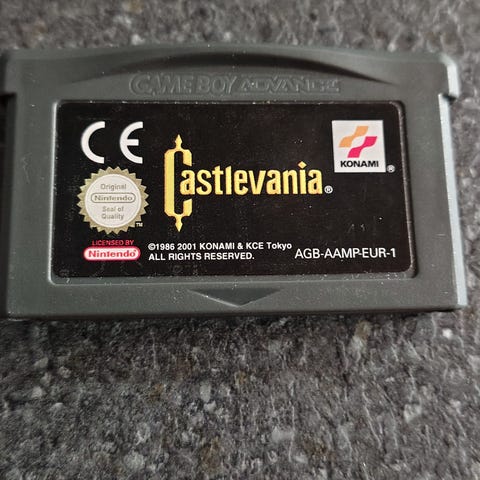 GAME BOY ADVANCE
CE
KONAMI ®
Castlevania ®
Original
Nintendo
Seal of
Quality
TM
LICENSED BY
Nintendo®
©1986 2001 KONAMI & KCE Tokyo
ALL RIGHTS RESERVED.
AGB-AAMP-EUR-1